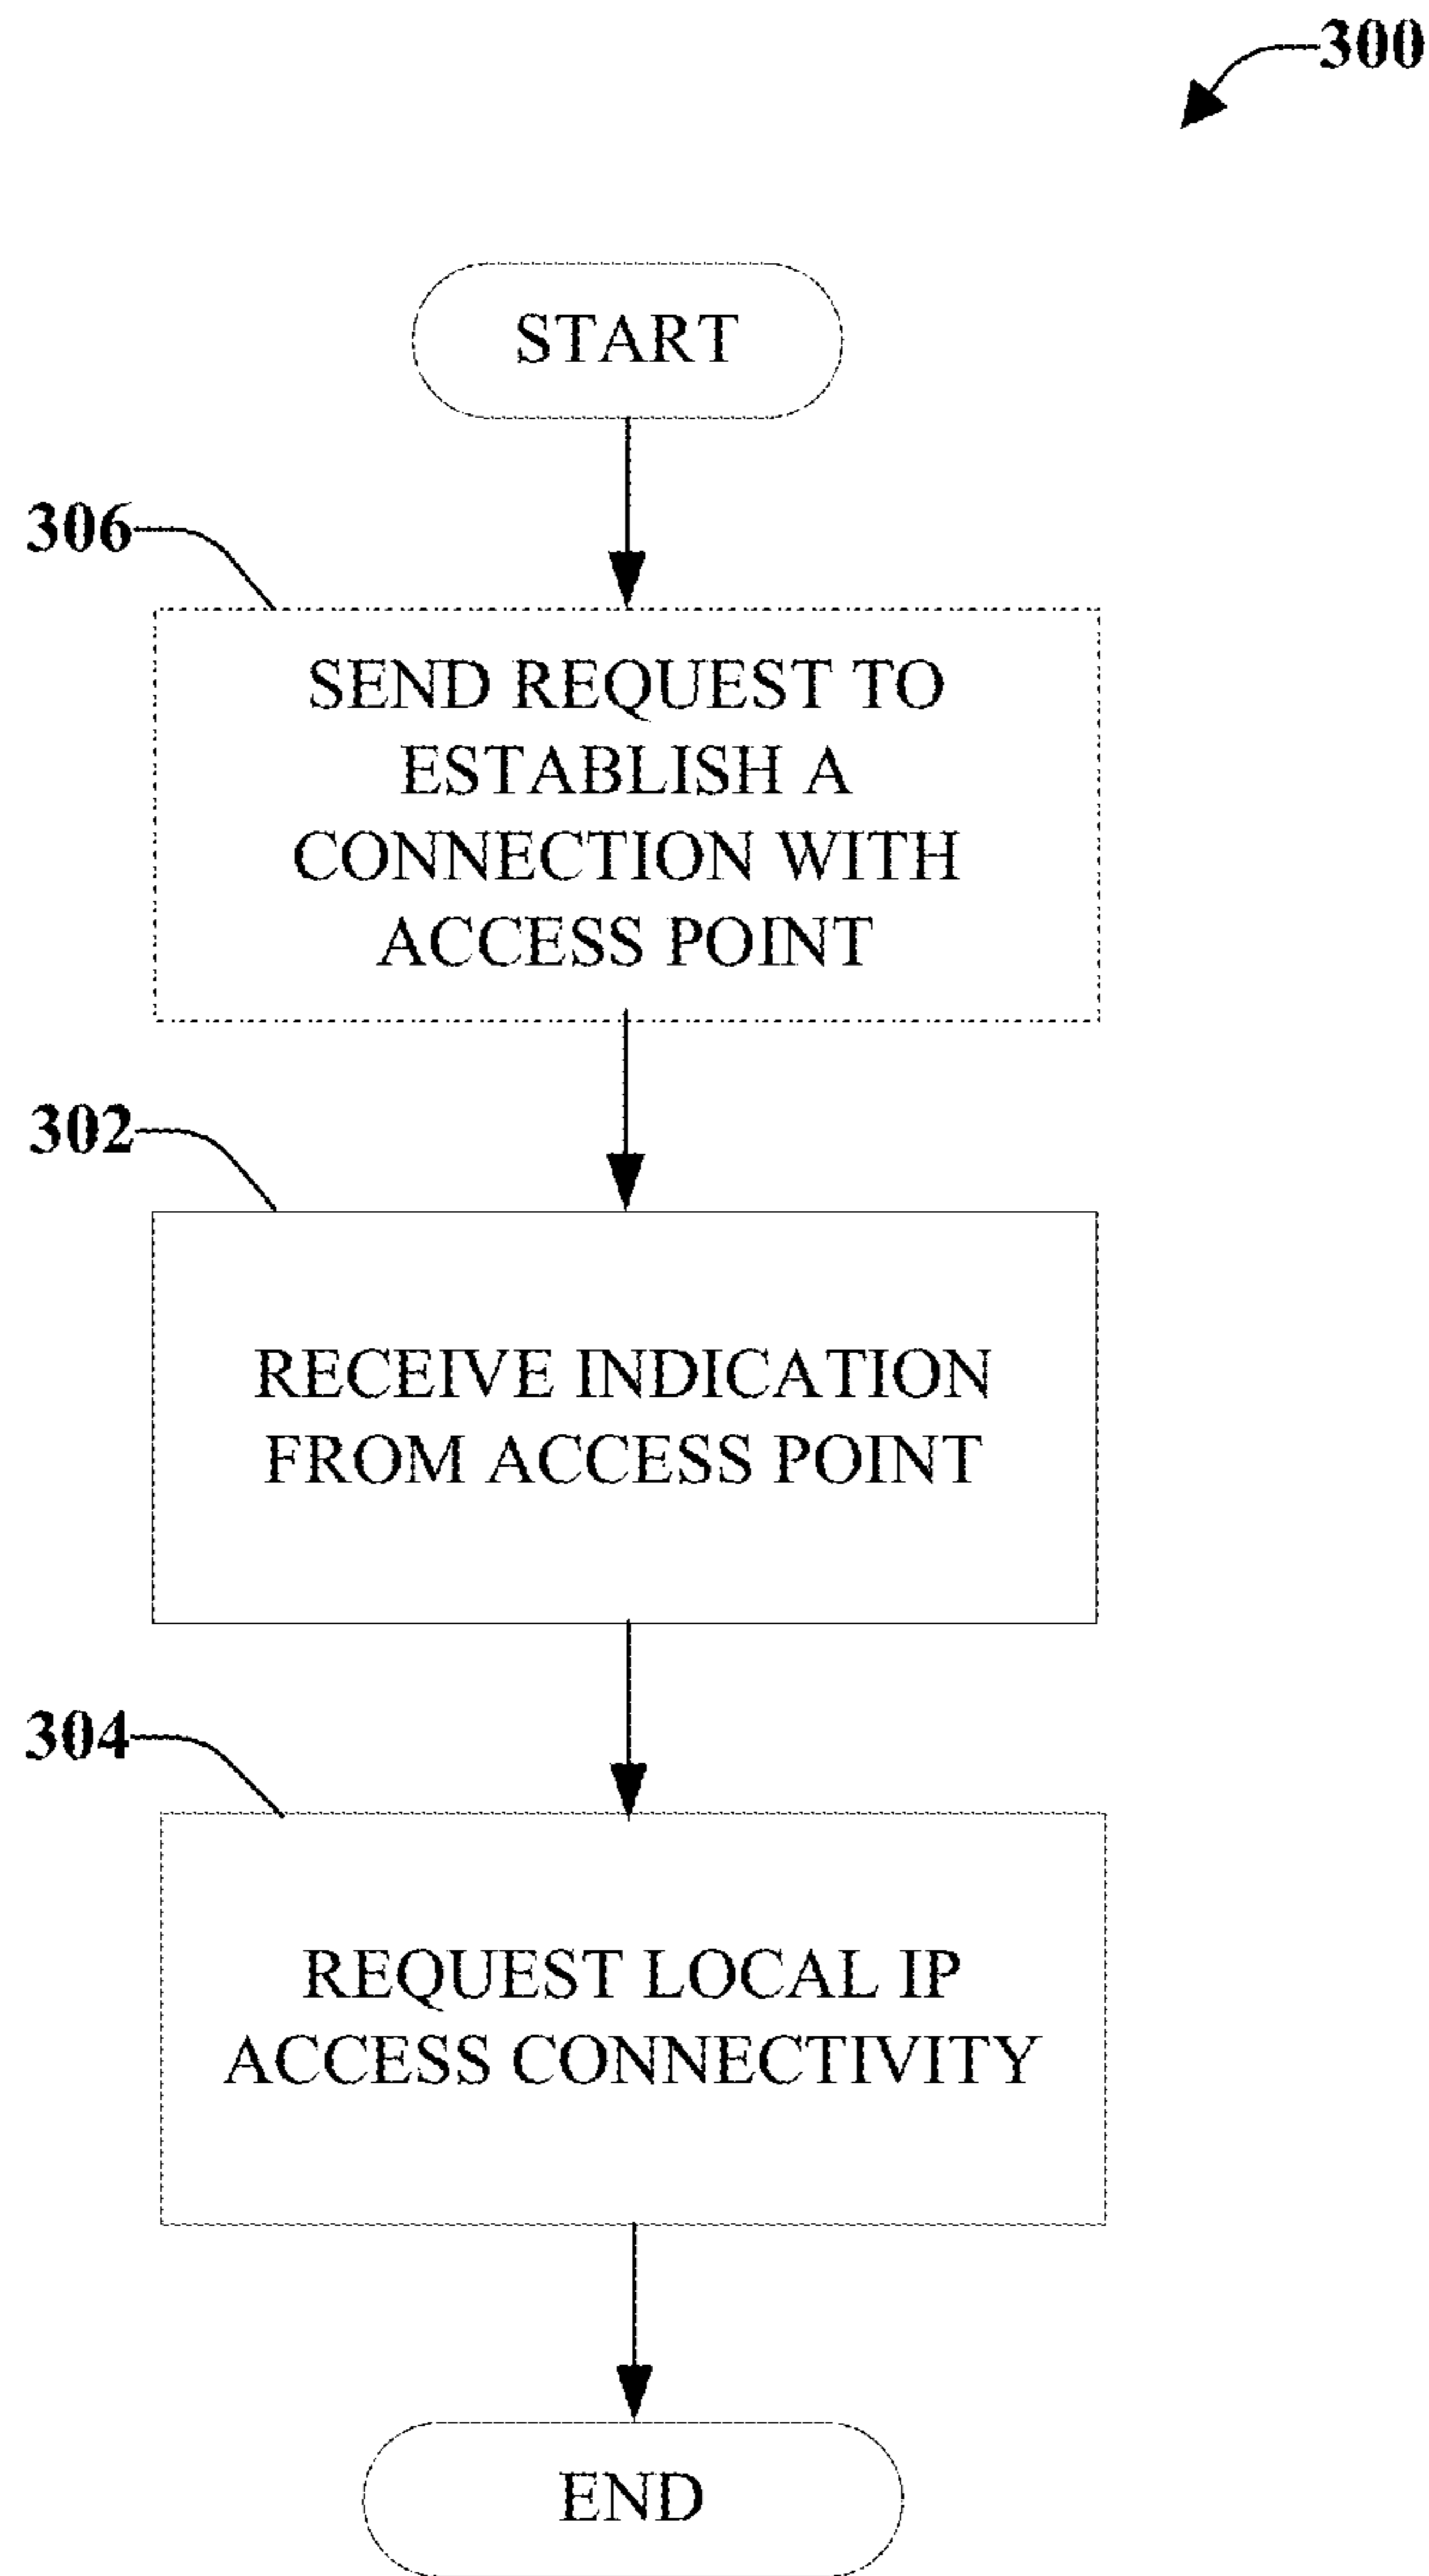 300
START
306
SEND REQUEST TO
ESTABLISH A
CONNECTION WITH
ACCESS POINT
302
RECEIVE INDICATION
FROM ACCESS POINT
304
REQUEST LOCAL IP
ACCESS CONNECTIVITY
END